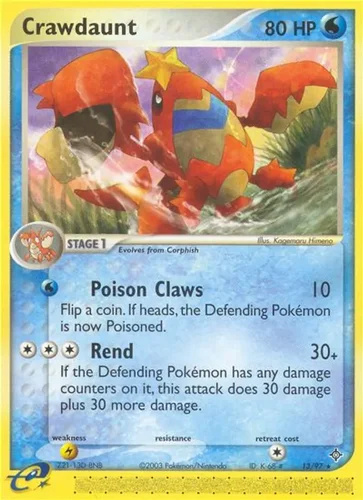 Crawdaunt 80 HP
STAGE 1
Evolves from Corphish
Illus. Kagemaru Himeno
Poison Claws 10
Flip a coin. If heads, the Defending Pokémon
is now Poisoned.
Rend 30+
If the Defending Pokémon has any damage
counters on it, this attack does 30 damage
plus 30 more damage.
weakness resistance retreat cost
©2003 Pokémon/Nintendo
e